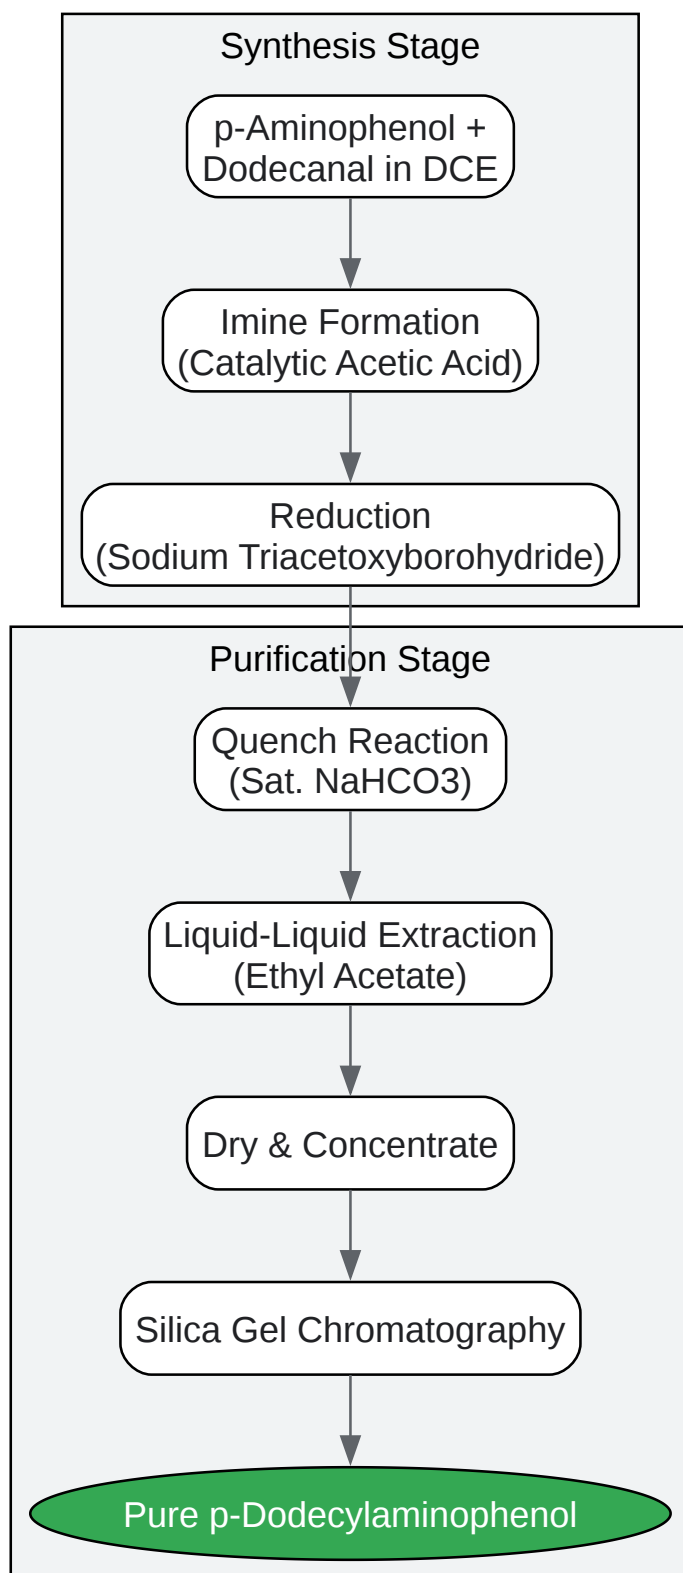 Synthesis Stage
p-Aminophenol +
Dodecanal in DCE
Imine Formation
(Catalytic Acetic Acid)
Reduction
(Sodium Triacetoxyborohydride)
Purification Stage
Quench Reaction
(Sat. NaHCO3)
Liquid-Liquid Extraction
(Ethyl Acetate)
Dry & Concentrate
Silica Gel Chromatography
Pure p-Dodecylaminophenol